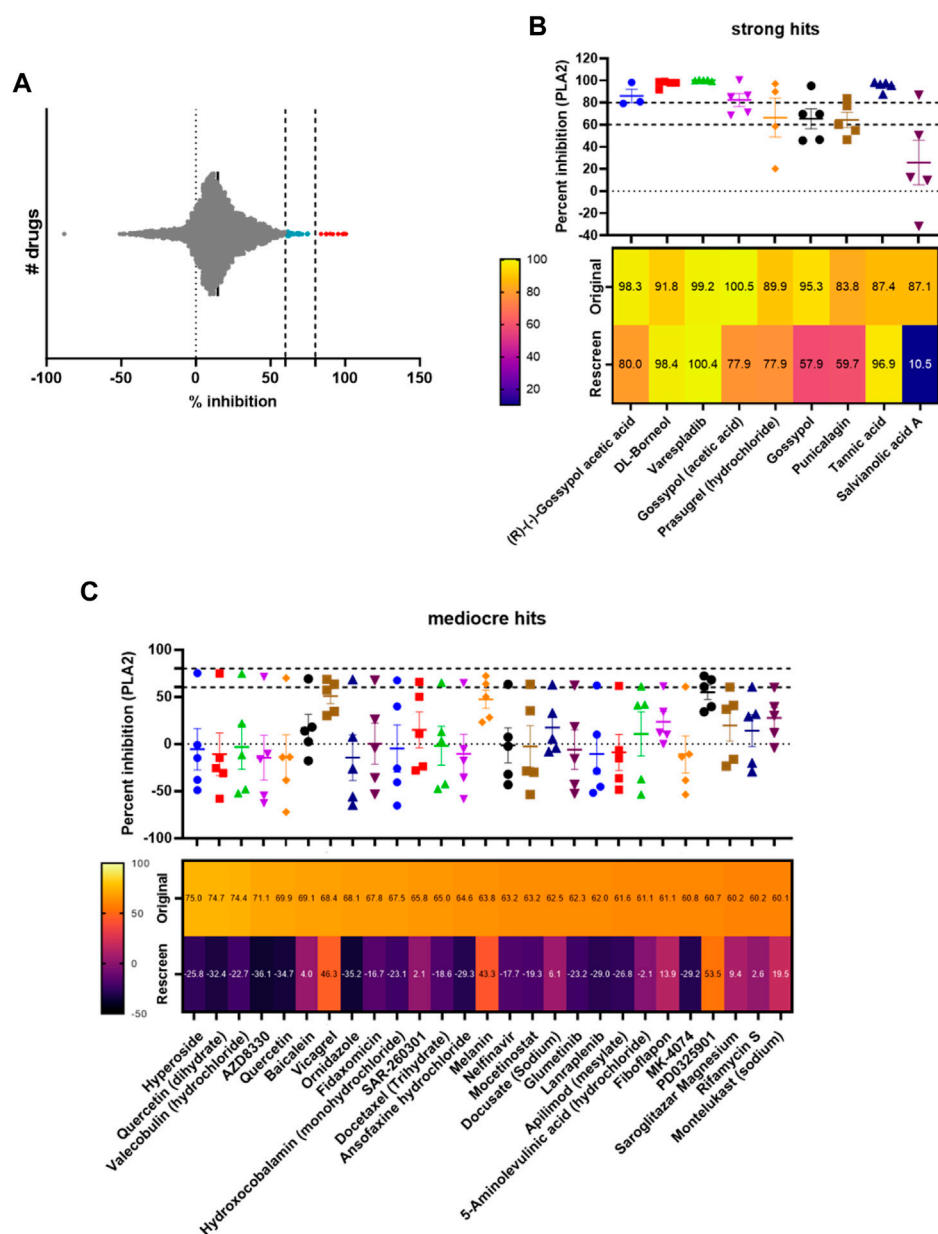 A
# drugs
-100 -50 0 50 100 150
% inhibition
B
strong hits
Percent inhibition (PLA2)
120
100
80
60
40
20
0
-20
-40
100
80
60
40
20
Original
98.3 91.8 99.2 100.5 89.9 95.3 83.8 87.4 87.1
Rescreen
80.0 98.4 100.4 77.9 77.9 57.9 59.7 96.9 10.5
(R)-(-)-Gossypol acetic acid
DL-Borneol
Varespladib
Gossypol (acetic acid)
Prasugrel (hydrochloride)
Gossypol
Punicalagin
Tannic acid
Salvianolic acid A
C
mediocre hits
Percent inhibition (PLA2)
100
50
0
-50
-100
100
50
0
-50
Original
75.0 74.7 74.4 71.1 69.9 69.1 68.4 68.1 67.8 67.5 65.8 65.0 64.6 63.8 63.2 63.2 62.5 62.3 62.0 61.6 61.1 61.1 60.8 60.7 60.2 60.2 60.1
Rescreen
-25.8 -32.4 -22.7 -36.1 -34.7 4.0 46.3 -35.2 -16.7 -23.1 2.1 -18.6 -29.3 43.3 -17.7 -19.3 6.1 -23.2 -29.0 -26.8 -2.1 13.9 -29.2 53.5 9.4 2.6 19.5
Hyperoside
Quercetin (dihydrate)
Valecobulin (hydrochloride)
AZD8330
Quercetin
Baicalein
Vicagrel
Ornidazole
Fidaxomicin
Hydroxocobalamin (monohydrochloride)
SAR-260301
Docetaxel (Trihydrate)
Ansofaxine hydrochloride
Melanin
Nelfinavir
Mocetinostat
Docusate (Sodium)
Glumetinib
Lanraplenib
Apilimod (mesylate)
5-Aminolevulinic acid (hydrochloride)
Fiboflapon
MK-4074
PD0325901
Saroglitazar Magnesium
Rifamycin S
Montelukast (sodium)